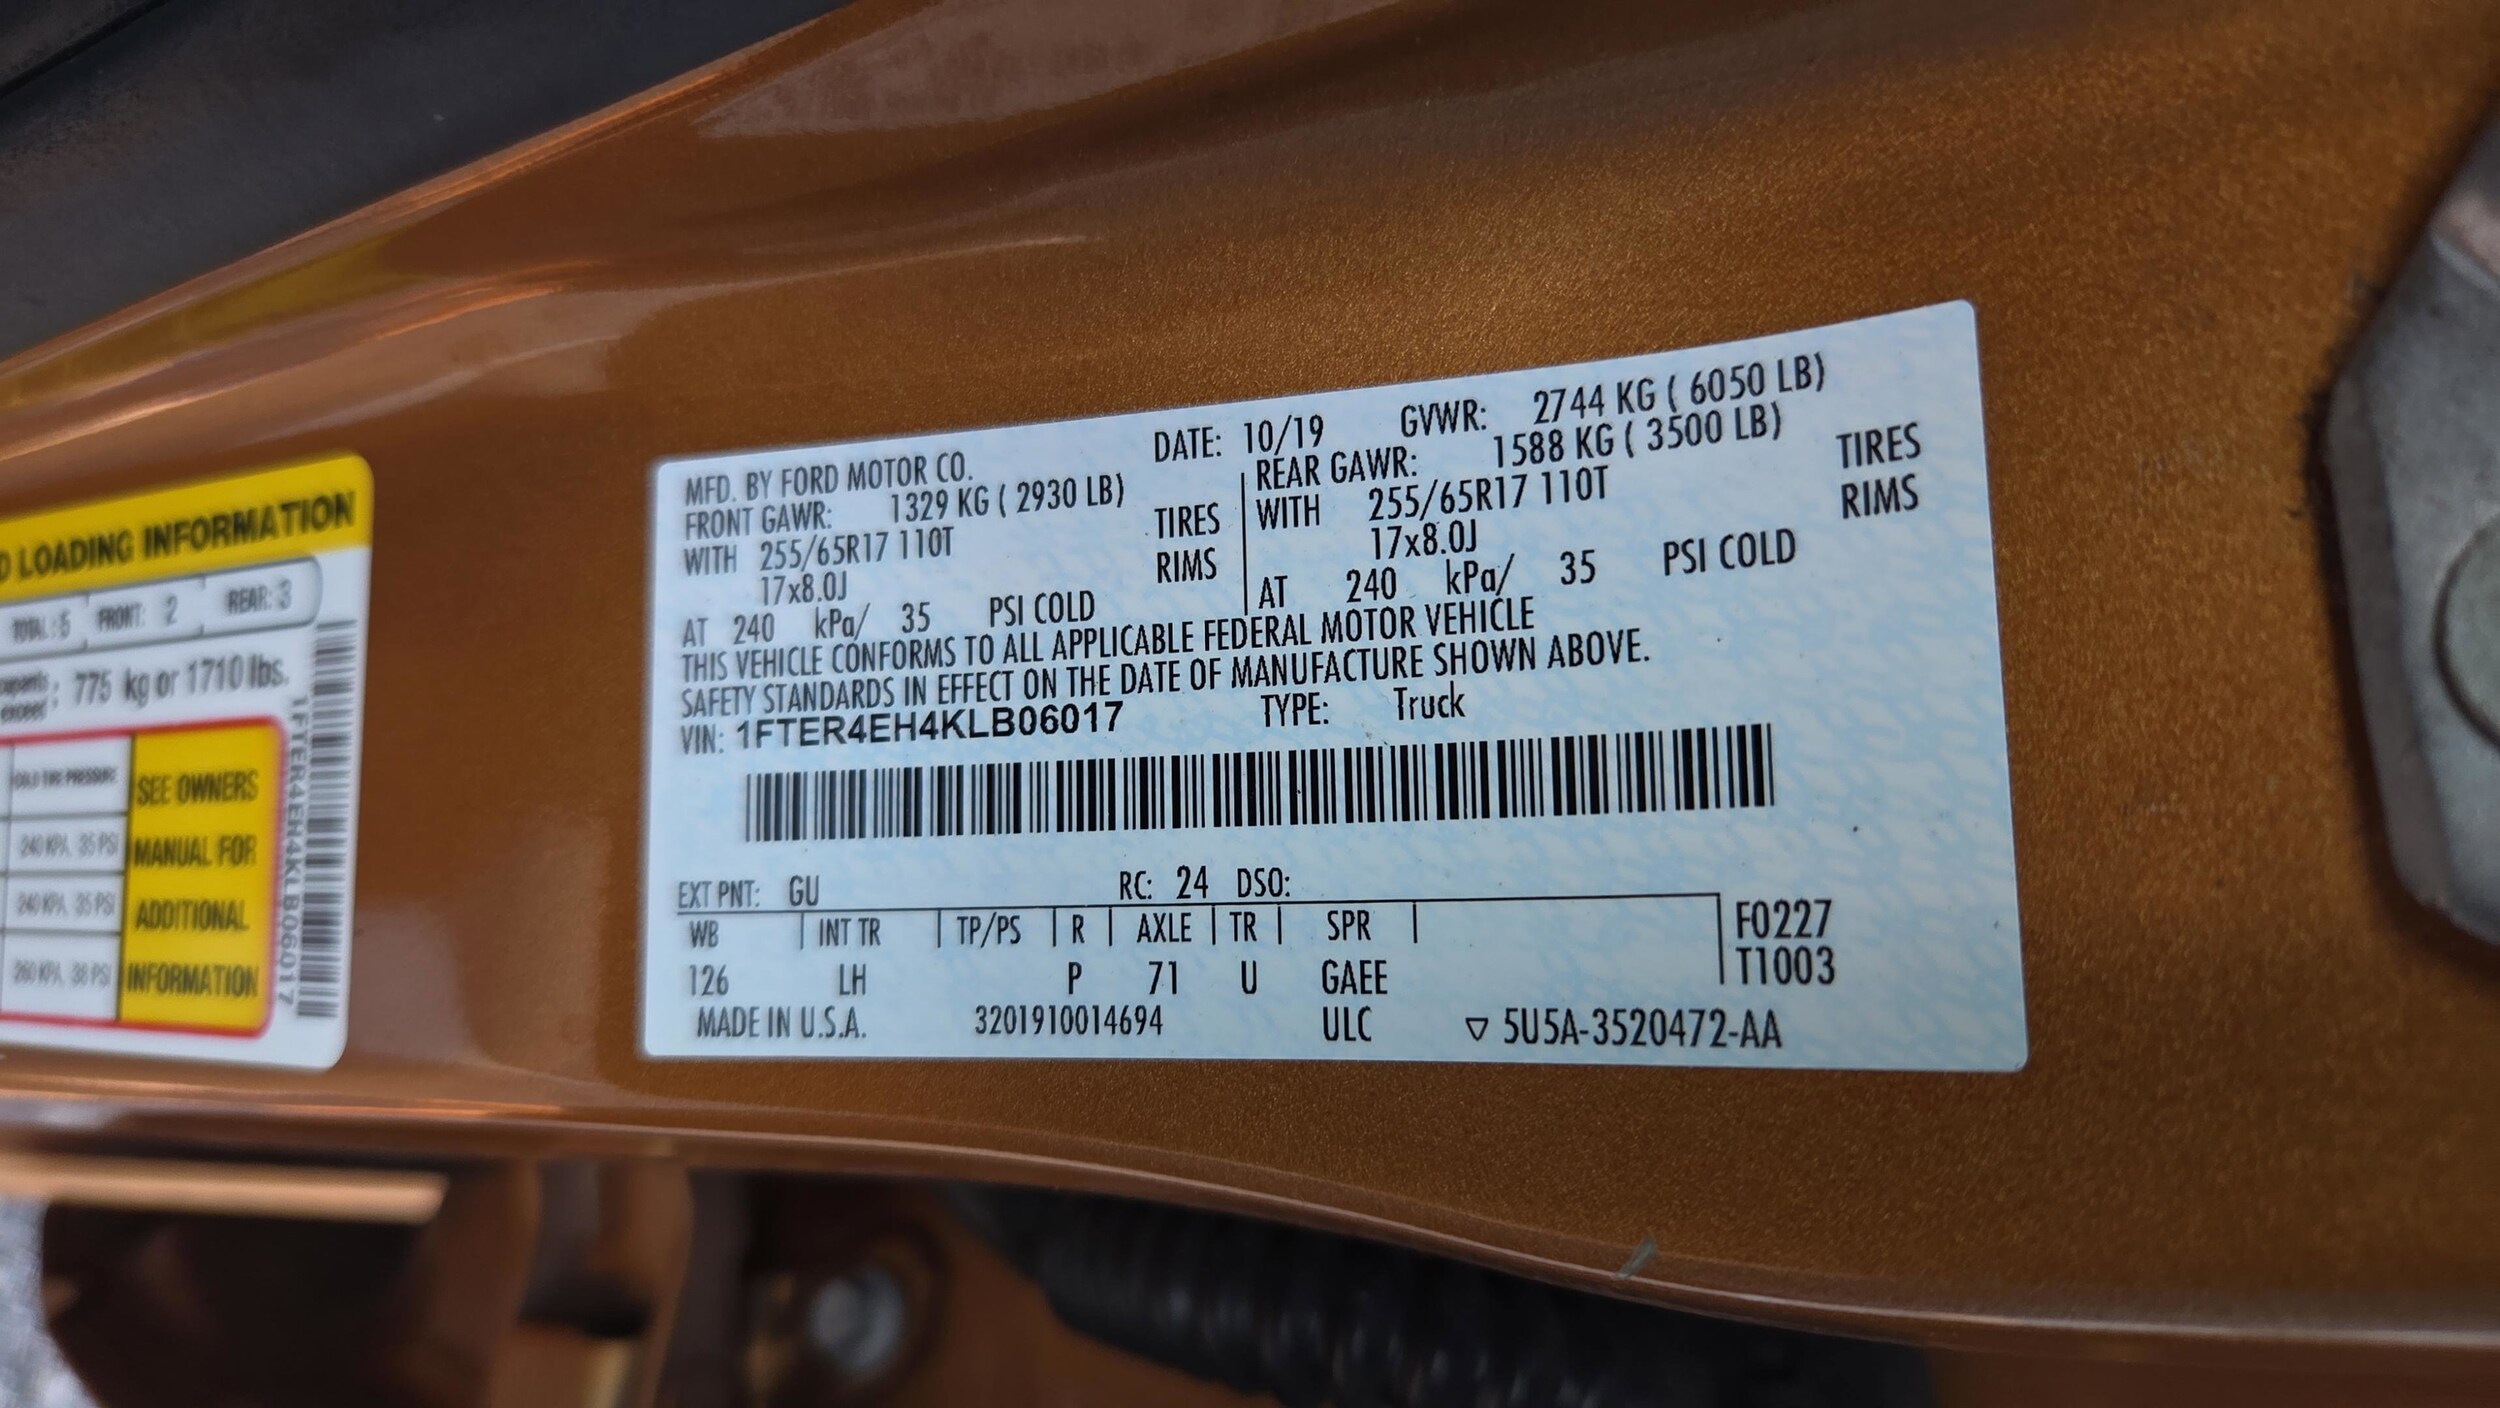 D LOADING INFORMATION
TOTAL: 5 FRONT: 2 REAR: 3
775 kg or 1710 lbs.
COLD TIRE PRESSURE
240 KPA, 35 PSI
240 KPA, 35 PSI
260 KPA, 38 PSI
SEE OWNERS
MANUAL FOR
ADDITIONAL
INFORMATION
1FTER4EH4KLB06017
MFD. BY FORD MOTOR CO. DATE: 10/19 GVWR: 2744 KG ( 6050 LB)
FRONT GAWR: 1329 KG ( 2930 LB) REAR GAWR: 1588 KG ( 3500 LB)
WITH 255/65R17 110T TIRES WITH 255/65R17 110T TIRES
17x8.0J RIMS 17x8.0J RIMS
AT 240 kPa/ 35 PSI COLD AT 240 kPa/ 35 PSI COLD
THIS VEHICLE CONFORMS TO ALL APPLICABLE FEDERAL MOTOR VEHICLE
SAFETY STANDARDS IN EFFECT ON THE DATE OF MANUFACTURE SHOWN ABOVE.
VIN: 1FTER4EH4KLB06017 TYPE: Truck
EXT PNT: GU RC: 24 DSO:
WB INT TR TP/PS R AXLE TR SPR F0227
126 LH P 71 U GAEE T1003
MADE IN U.S.A. 3201910014694 ULC ▽ 5U5A-3520472-AA